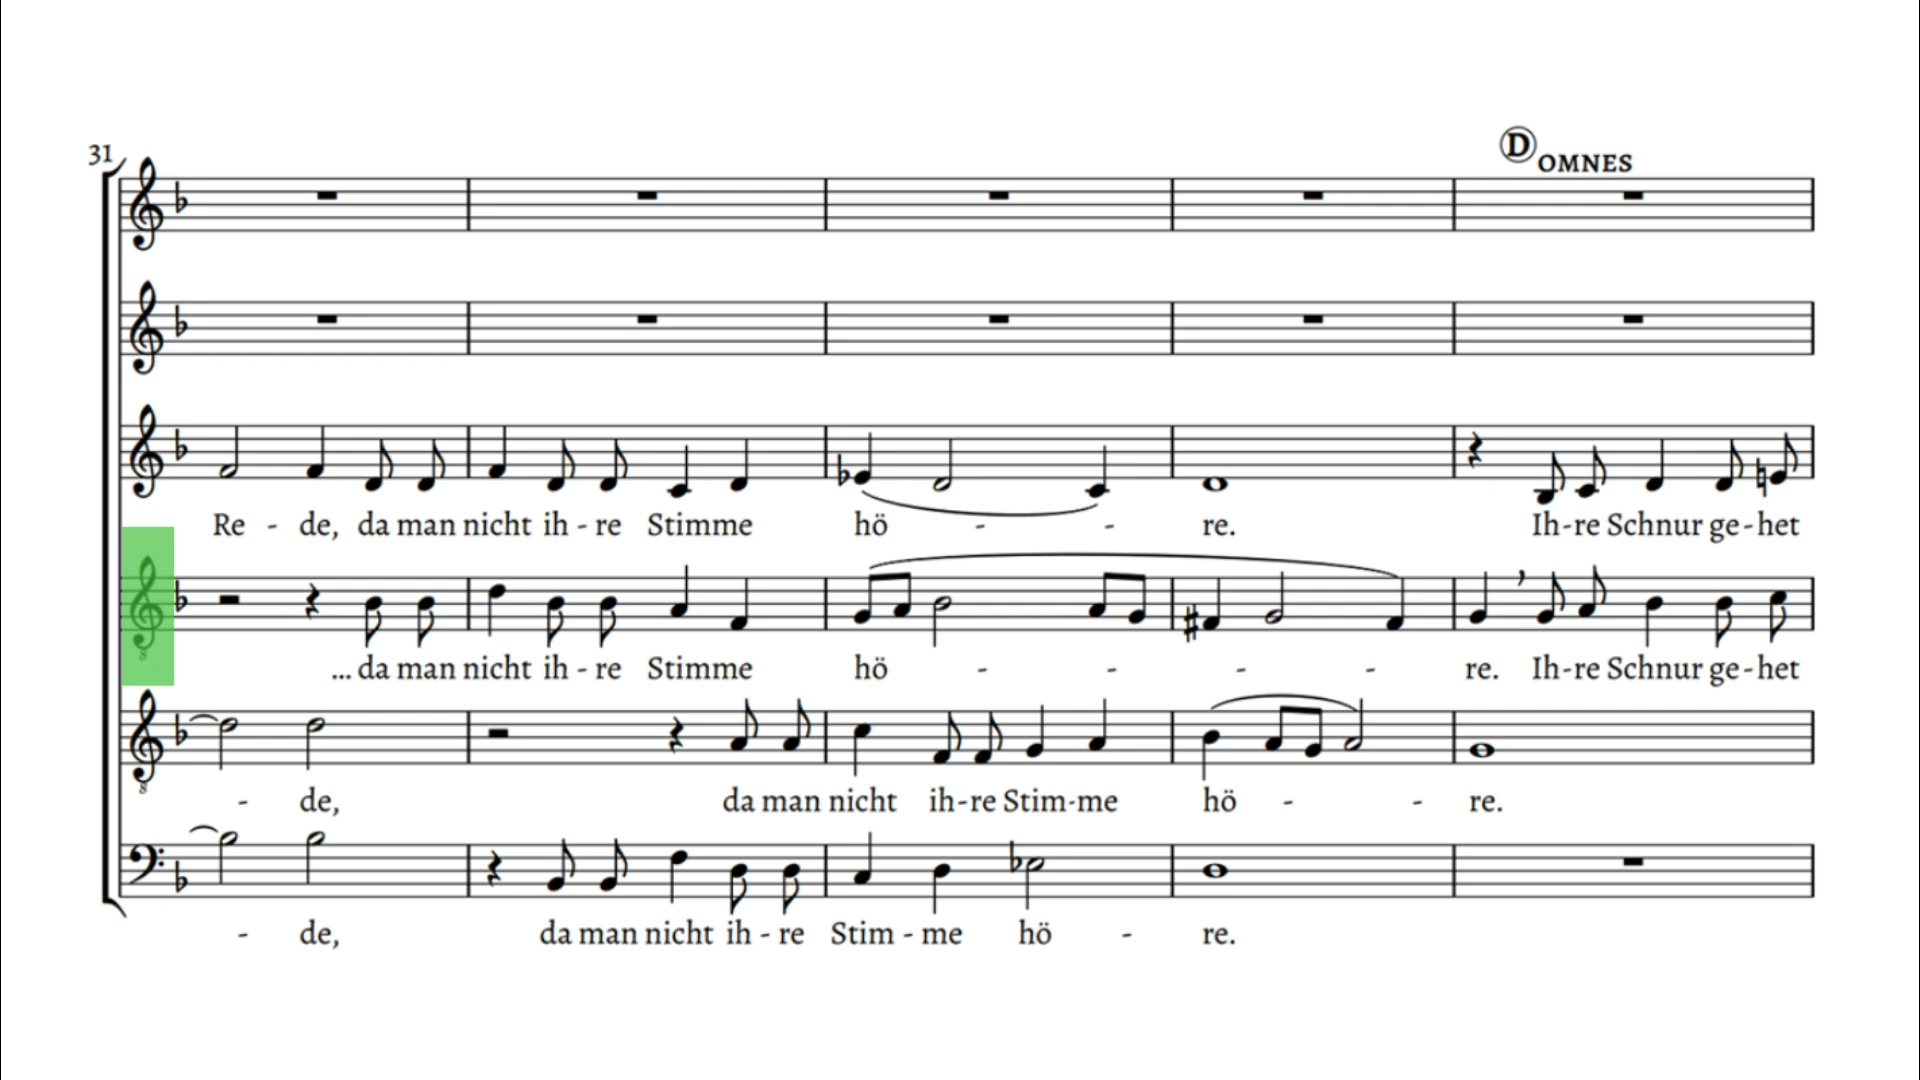 31
D OMNES
Re - de, da man nicht ih - re Stimme hö - - re. Ih-re Schnur ge-het
8
... da man nicht ih - re Stimme hö - - - - re. Ih-re Schnur ge-het
8
- de, da man nicht ih-re Stim-me hö - - re.
- de, da man nicht ih - re Stim - me hö - re.